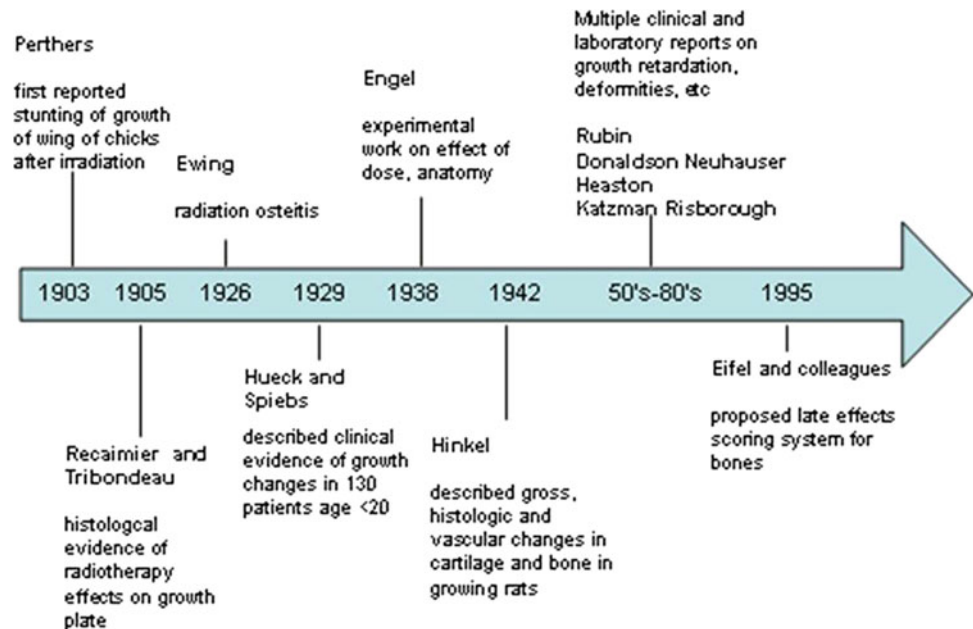 Perthers
first reported
stunting of growth
of wing of chicks
after irradiation
Ewing
radiation osteitis
Engel
experimental
work on effect of
dose, anatomy
Multiple clinical and
laboratory reports on
growth retardation,
deformities, etc
Rubin
Donaldson Neuhauser
Heaston
Katzman Risborough
1903 1905 1926 1929 1938 1942 50's-80's 1995
Recaimier and
Tribondeau
histologcal
evidence of
radiotherapy
effects on growth
plate
Hueck and
Spiebs
described clinical
evidence of growth
changes in 130
patients age <20
Hinkel
described gross,
histologic and
vascular changes in
cartilage and bone in
growing rats
Eifel and colleagues
proposed late effects
scoring system for
bones